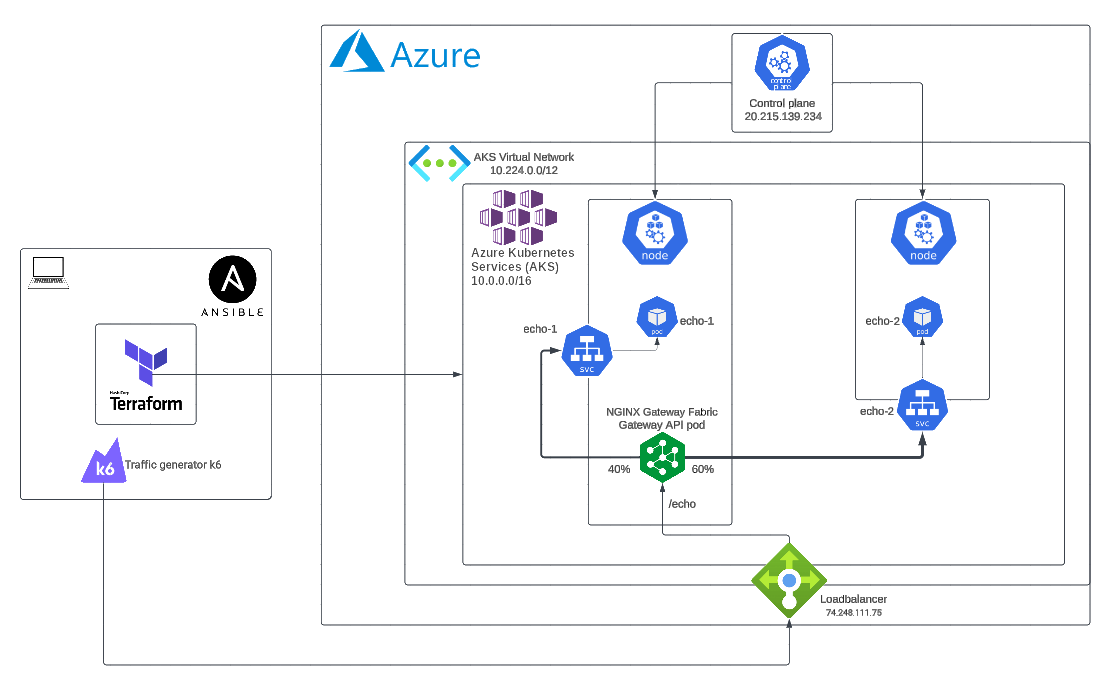 Azure
control
plane
Control plane
20.215.139.234
AKS Virtual Network
10.224.0.0/12
Azure Kubernetes
Services (AKS)
10.0.0.0/16
node
node
ANSIBLE
echo-1
pod
echo-1
svc
echo-2
pod
HashiCorp
Terraform
echo-2
svc
NGINX Gateway Fabric
Gateway API pod
40%
60%
k6
Traffic generator k6
/echo
Loadbalancer
74.248.111.75